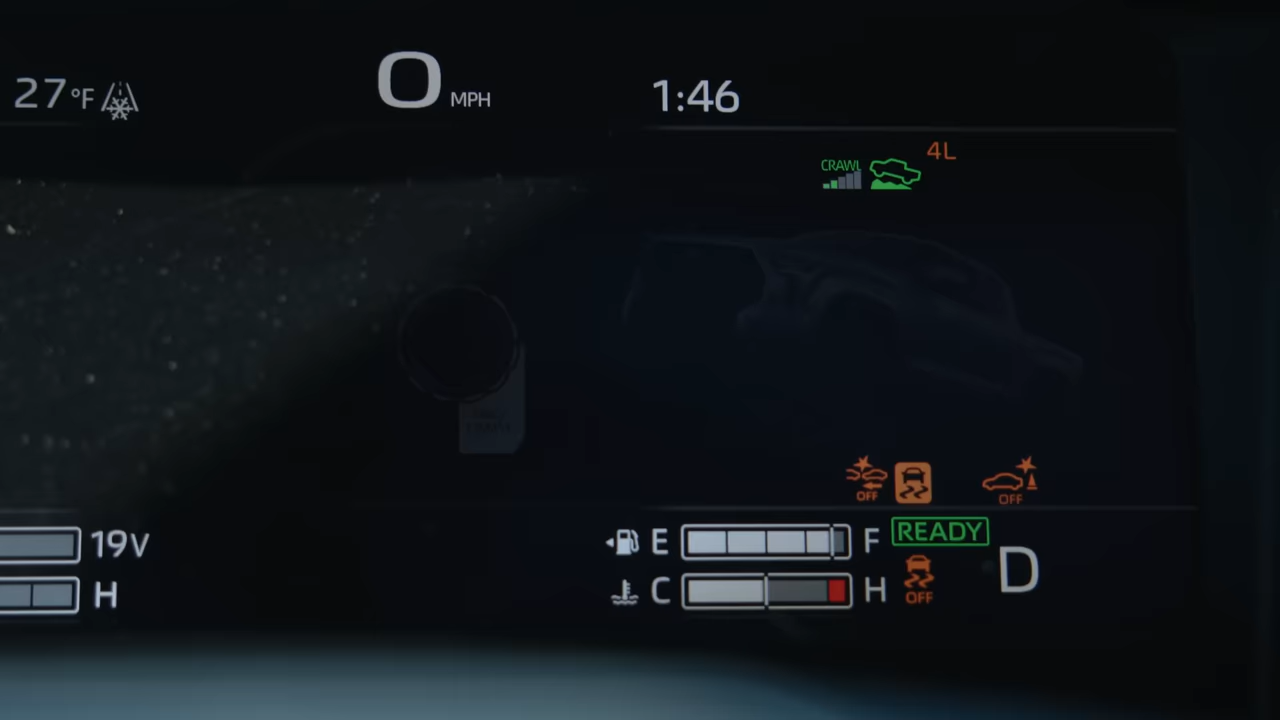 27°F
0 MPH
1:46
CRAWL
4L
OFF
OFF
19V
E F READY
H
C H
OFF
D